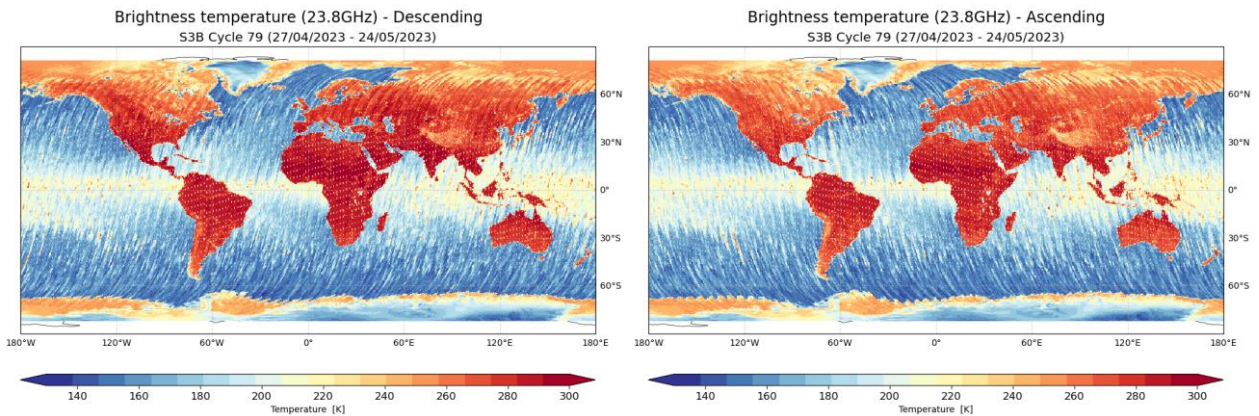 Brightness temperature (23.8GHz) - Descending
S3B Cycle 79 (27/04/2023 - 24/05/2023)
60°N
30°N
0°
30°S
60°S
180°W 120°W 60°W 0° 60°E 120°E 180°E
140 160 180 200 220 240 260 280 300
Temperature [K]
Brightness temperature (23.8GHz) - Ascending
S3B Cycle 79 (27/04/2023 - 24/05/2023)
60°N
30°N
0°
30°S
60°S
180°W 120°W 60°W 0° 60°E 120°E 180°E
140 160 180 200 220 240 260 280 300
Temperature [K]